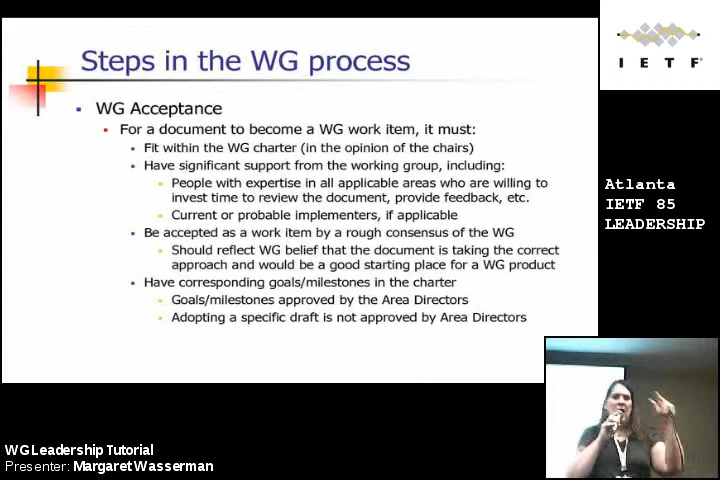 Steps in the WG process
WG Acceptance
For a document to become a WG work item, it must:
Fit within the WG charter (in the opinion of the chairs)
Have significant support from the working group, including:
People with expertise in all applicable areas who are willing to
invest time to review the document, provide feedback, etc.
Current or probable implementers, if applicable
Be accepted as a work item by a rough consensus of the WG
Should reflect WG belief that the document is taking the correct
approach and would be a good starting place for a WG product
Have corresponding goals/milestones in the charter
Goals/milestones approved by the Area Directors
Adopting a specific draft is not approved by Area Directors
I E T F®
Atlanta
IETF 85
LEADERSHIP
WG Leadership Tutorial
Presenter: Margaret Wasserman